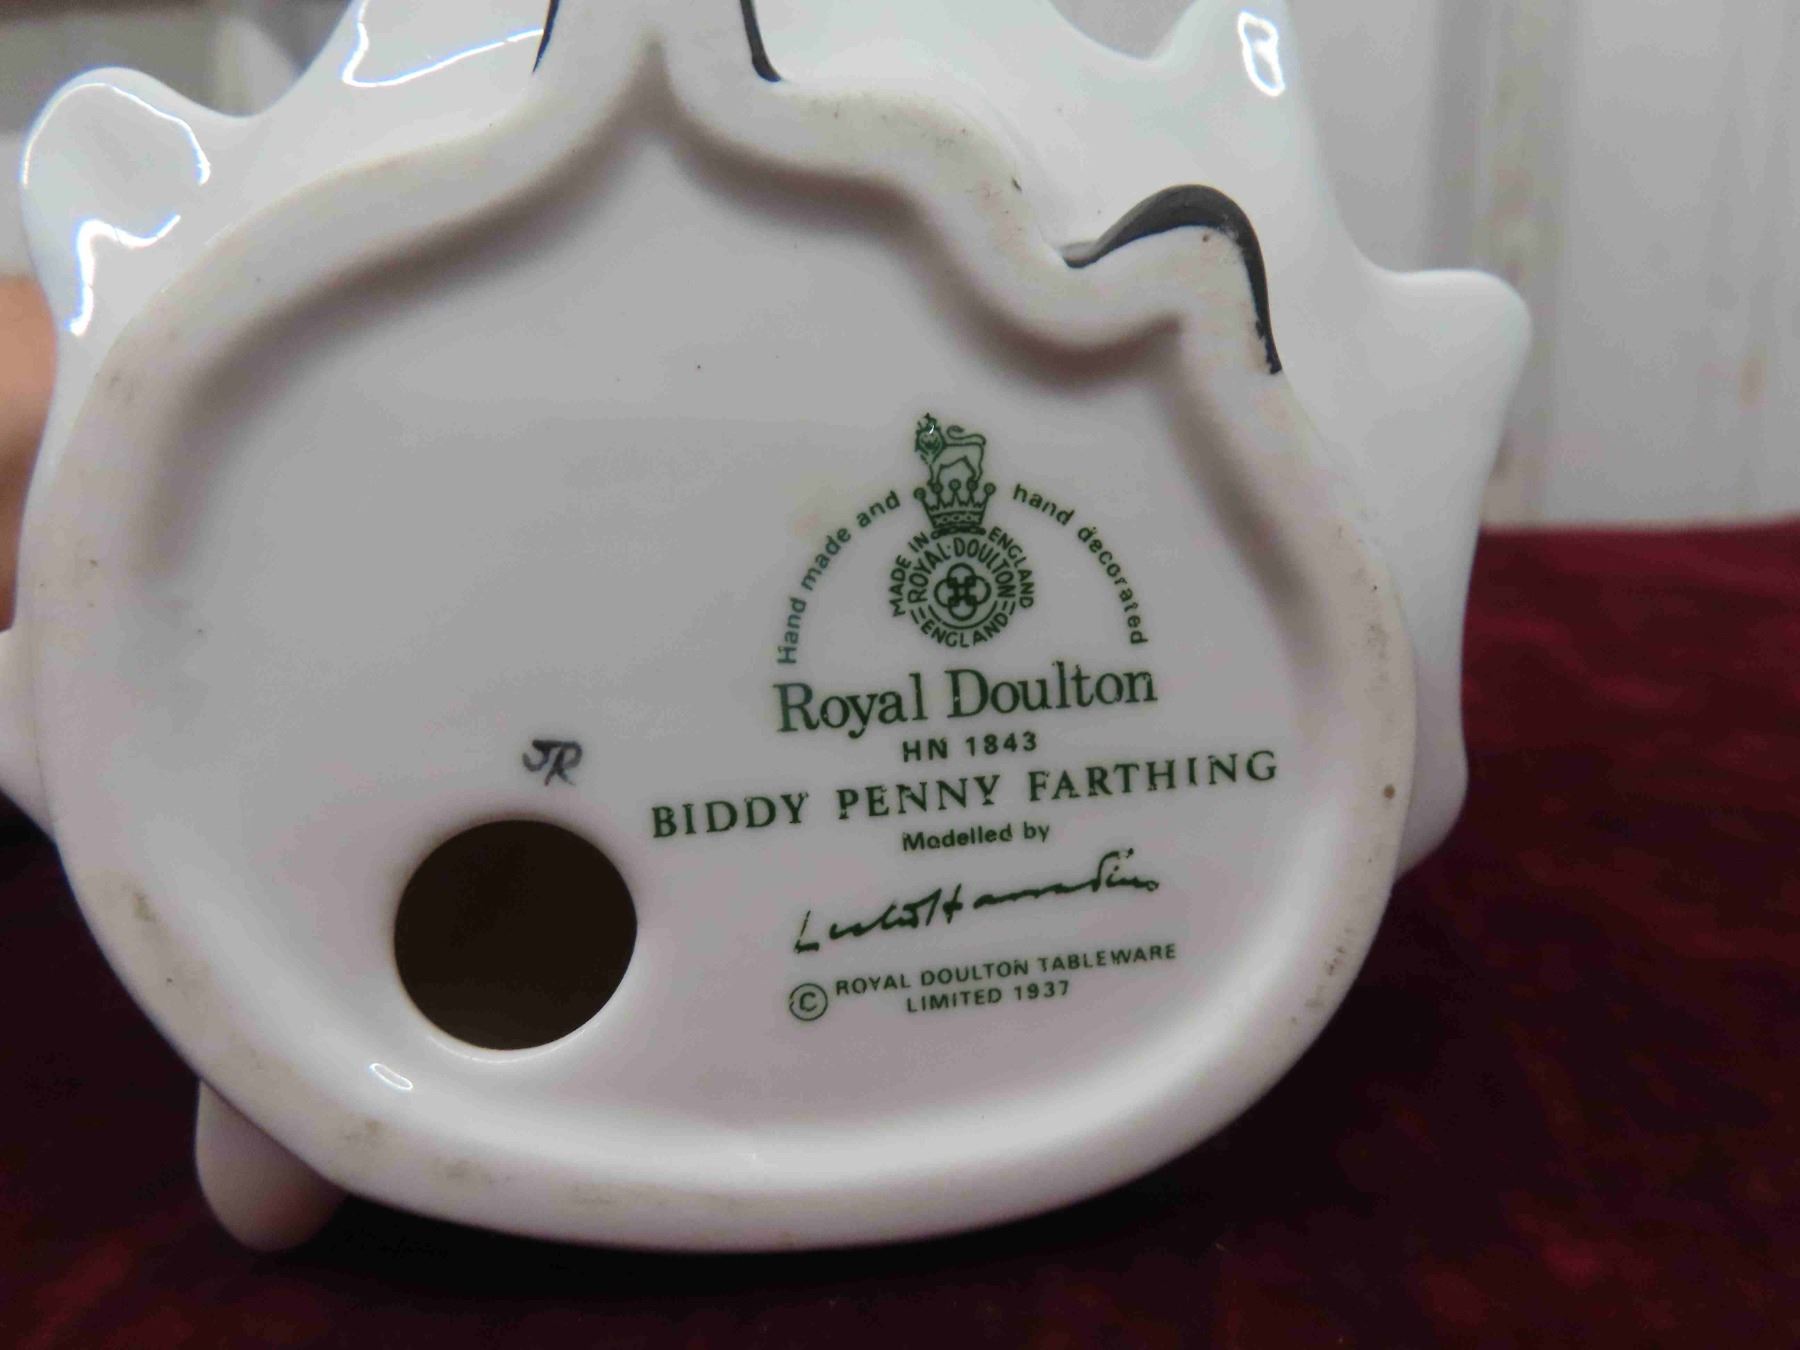 Hand made and hand decorated
MADE IN ENGLAND
ROYAL·DOULTON
ENGLAND
Royal Doulton
HN 1843
BIDDY PENNY FARTHING
Modelled by
© ROYAL DOULTON TABLEWARE
LIMITED 1937
JR